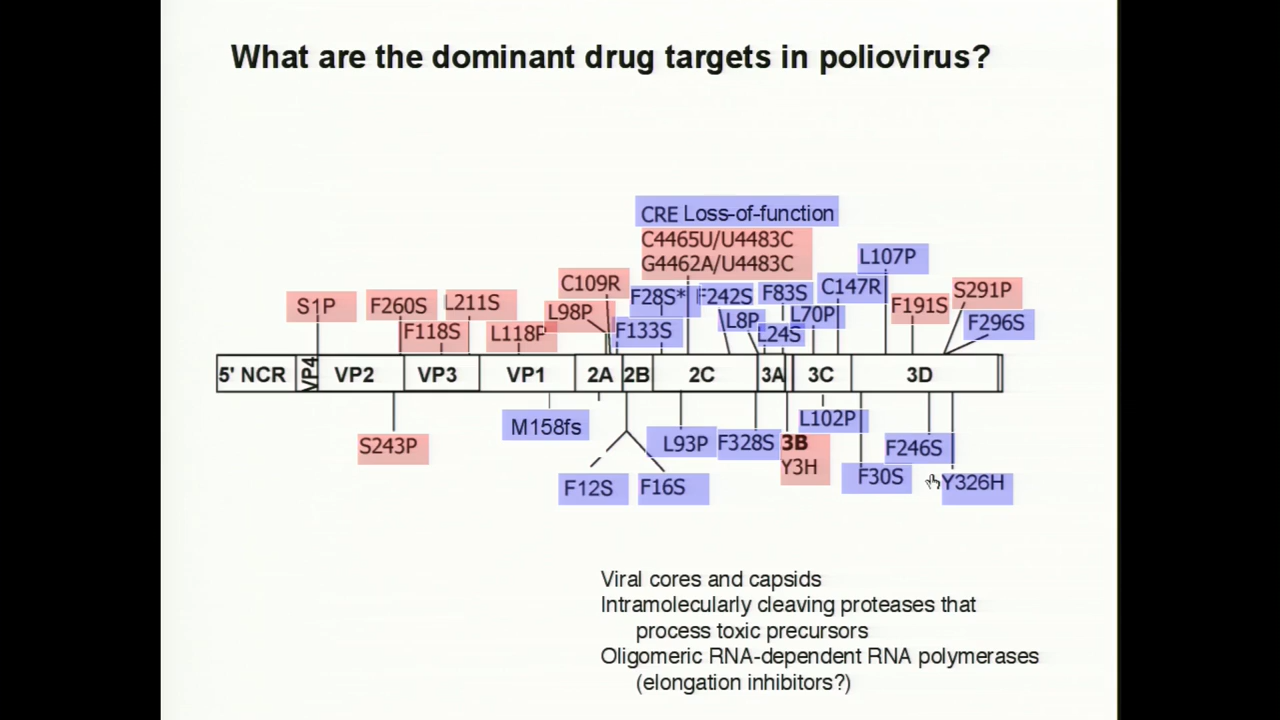 What are the dominant drug targets in poliovirus?
CRE Loss-of-function
C4465U/U4483C
G4462A/U4483C
L107P
C109R
F28S*
F242S
F83S
C147R
S291P
S1P
F260S
L211S
L98P
F191S
F118S
L118P
F133S
L8P
L24S
L70P
F296S
5' NCR
VP4
VP2
VP3
VP1
2A
2B
2C
3A
3C
3D
S243P
M158fs
L93P
F328S
3B
Y3H
L102P
F246S
F12S
F16S
F30S
Y326H
Viral cores and capsids
Intramolecularly cleaving proteases that
process toxic precursors
Oligomeric RNA-dependent RNA polymerases
(elongation inhibitors?)